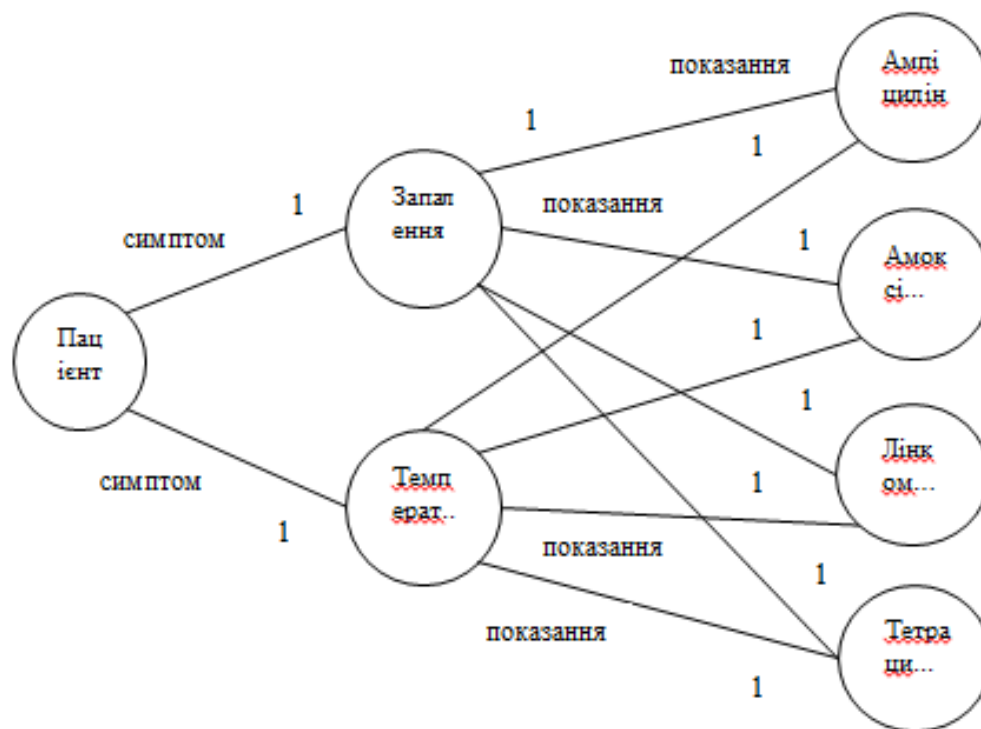 Ампі
цилін
показання
1
1
Запал
ення
показання
1
симптом
1
Амок
сі...
Пац
ієнт
1
1
Лінк
ом...
Темп
ерат..
симптом
1
1
показання
1
показання
Тетра
ци...
1